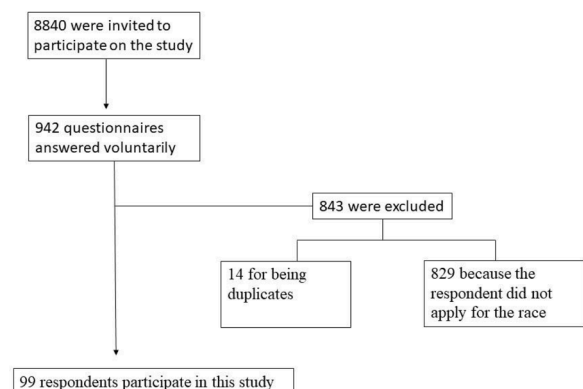 8840 were invited to
participate on the study
942 questionnaires
answered voluntarily
843 were excluded
14 for being
duplicates
829 because the
respondent did not
apply for the race
99 respondents participate in this study